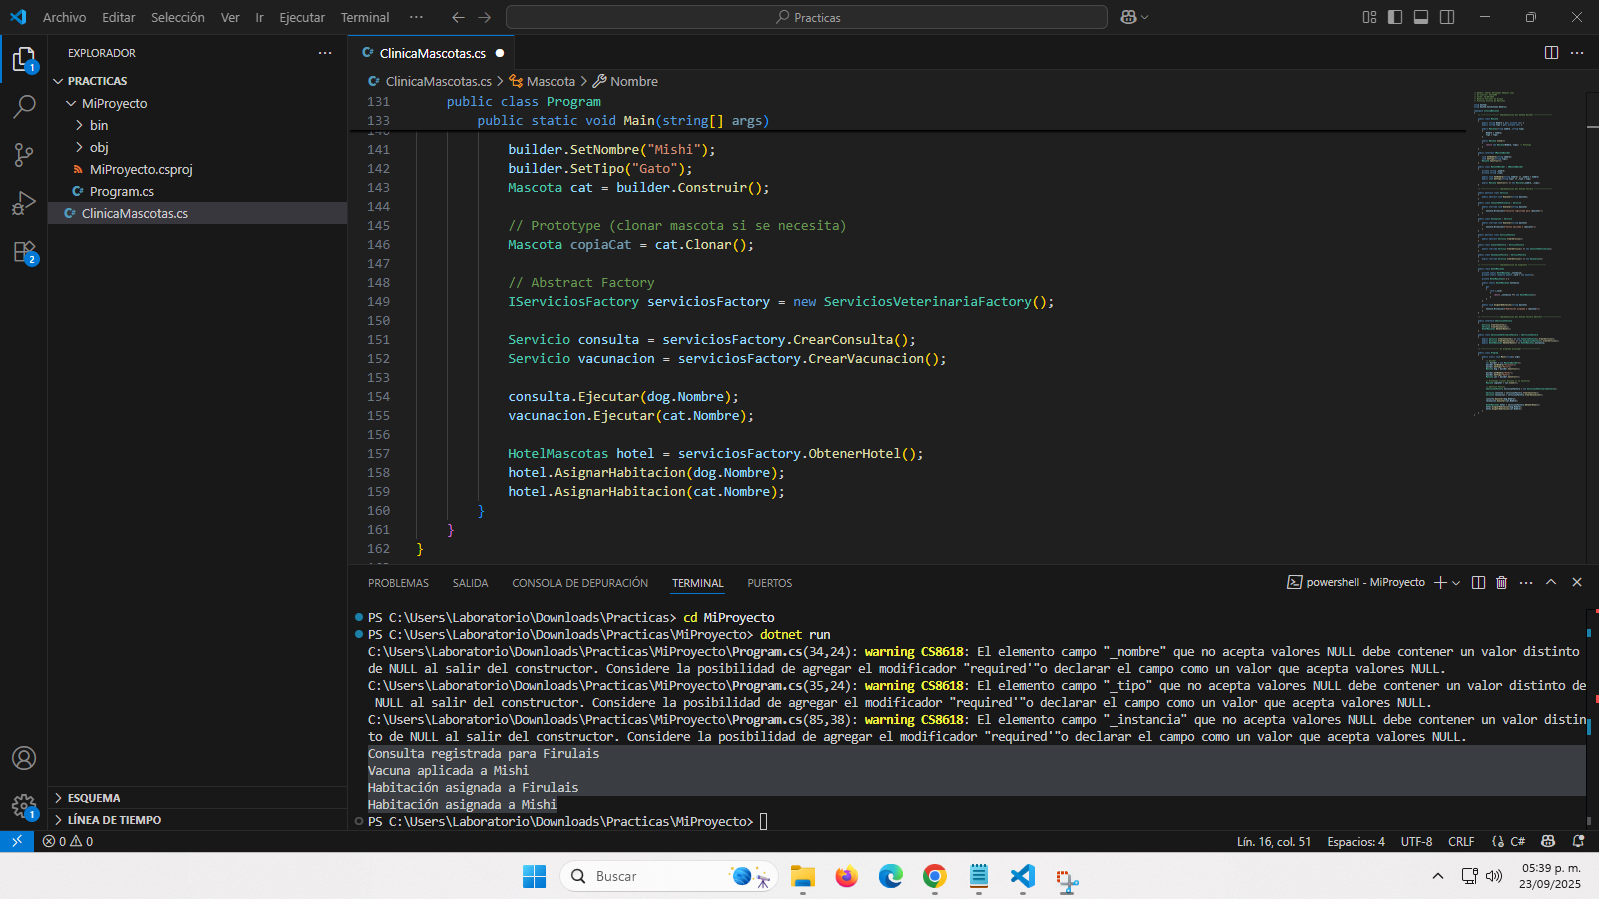 Archivo Editar Selección Ver Ir Ejecutar Terminal ··· Practicas
EXPLORADOR ···
PRACTICAS
MiProyecto
bin
obj
MiProyecto.csproj
Program.cs
ClinicaMascotas.cs
ESQUEMA
LÍNEA DE TIEMPO
1
2
1
ClinicaMascotas.cs
ClinicaMascotas.cs > Mascota > Nombre
131 public class Program
133 public static void Main(string[] args)
141 builder.SetNombre("Mishi");
142 builder.SetTipo("Gato");
143 Mascota cat = builder.Construir();
144
145 // Prototype (clonar mascota si se necesita)
146 Mascota copiaCat = cat.Clonar();
147
148 // Abstract Factory
149 IServiciosFactory serviciosFactory = new ServiciosVeterinariaFactory();
150
151 Servicio consulta = serviciosFactory.CrearConsulta();
152 Servicio vacunacion = serviciosFactory.CrearVacunacion();
153
154 consulta.Ejecutar(dog.Nombre);
155 vacunacion.Ejecutar(cat.Nombre);
156
157 HotelMascotas hotel = serviciosFactory.ObtenerHotel();
158 hotel.AsignarHabitacion(dog.Nombre);
159 hotel.AsignarHabitacion(cat.Nombre);
160 }
161 }
162 }
PROBLEMAS SALIDA CONSOLA DE DEPURACIÓN TERMINAL PUERTOS powershell - MiProyecto
PS C:\Users\Laboratorio\Downloads\Practicas> cd MiProyecto
PS C:\Users\Laboratorio\Downloads\Practicas\MiProyecto> dotnet run
C:\Users\Laboratorio\Downloads\Practicas\MiProyecto\Program.cs(34,24): warning CS8618: El elemento campo "_nombre" que no acepta valores NULL debe contener un valor distinto
de NULL al salir del constructor. Considere la posibilidad de agregar el modificador "required'"o declarar el campo como un valor que acepta valores NULL.
C:\Users\Laboratorio\Downloads\Practicas\MiProyecto\Program.cs(35,24): warning CS8618: El elemento campo "_tipo" que no acepta valores NULL debe contener un valor distinto de
NULL al salir del constructor. Considere la posibilidad de agregar el modificador "required'"o declarar el campo como un valor que acepta valores NULL.
C:\Users\Laboratorio\Downloads\Practicas\MiProyecto\Program.cs(85,38): warning CS8618: El elemento campo "_instancia" que no acepta valores NULL debe contener un valor distin
to de NULL al salir del constructor. Considere la posibilidad de agregar el modificador "required'"o declarar el campo como un valor que acepta valores NULL.
Consulta registrada para Firulais
Vacuna aplicada a Mishi
Habitación asignada a Firulais
Habitación asignada a Mishi
PS C:\Users\Laboratorio\Downloads\Practicas\MiProyecto>
0 0 Lín. 16, col. 51 Espacios: 4 UTF-8 CRLF {} C#
Buscar
05:39 p. m.
23/09/2025